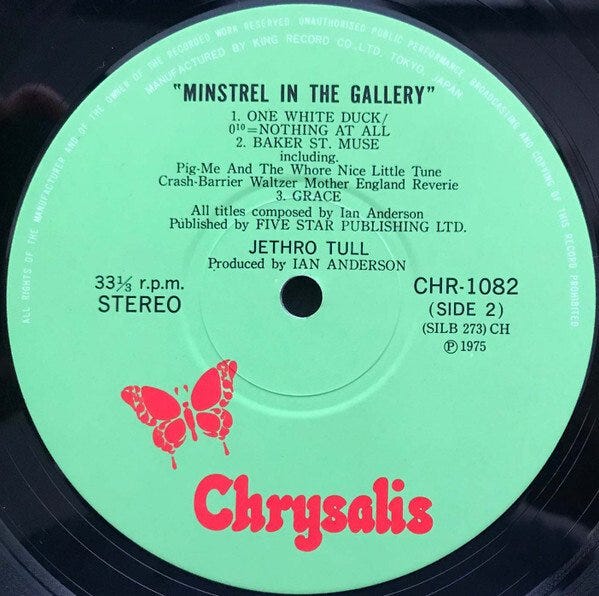 ALL RIGHTS OF THE MANUFACTURER AND OF THE OWNER OF THE RECORDED WORK RESERVED. UNAUTHORISED PUBLIC PERFORMANCE, BROADCASTING AND COPYING OF THIS RECORD PROHIBITED
MANUFACTURED BY KING RECORD CO., LTD. TOKYO, JAPAN.
"MINSTREL IN THE GALLERY"
1. ONE WHITE DUCK/
0¹⁰=NOTHING AT ALL
2. BAKER ST. MUSE
including.
Pig-Me And The Whore Nice Little Tune
Crash-Barrier Waltzer Mother England Reverie
3. GRACE
All titles composed by Ian Anderson
Published by FIVE STAR PUBLISHING LTD.
JETHRO TULL
Produced by IAN ANDERSON
33⅓ r.p.m.
STEREO
CHR-1082
(SIDE 2)
(SILB 273) CH
Ⓟ 1975
Chrysalis